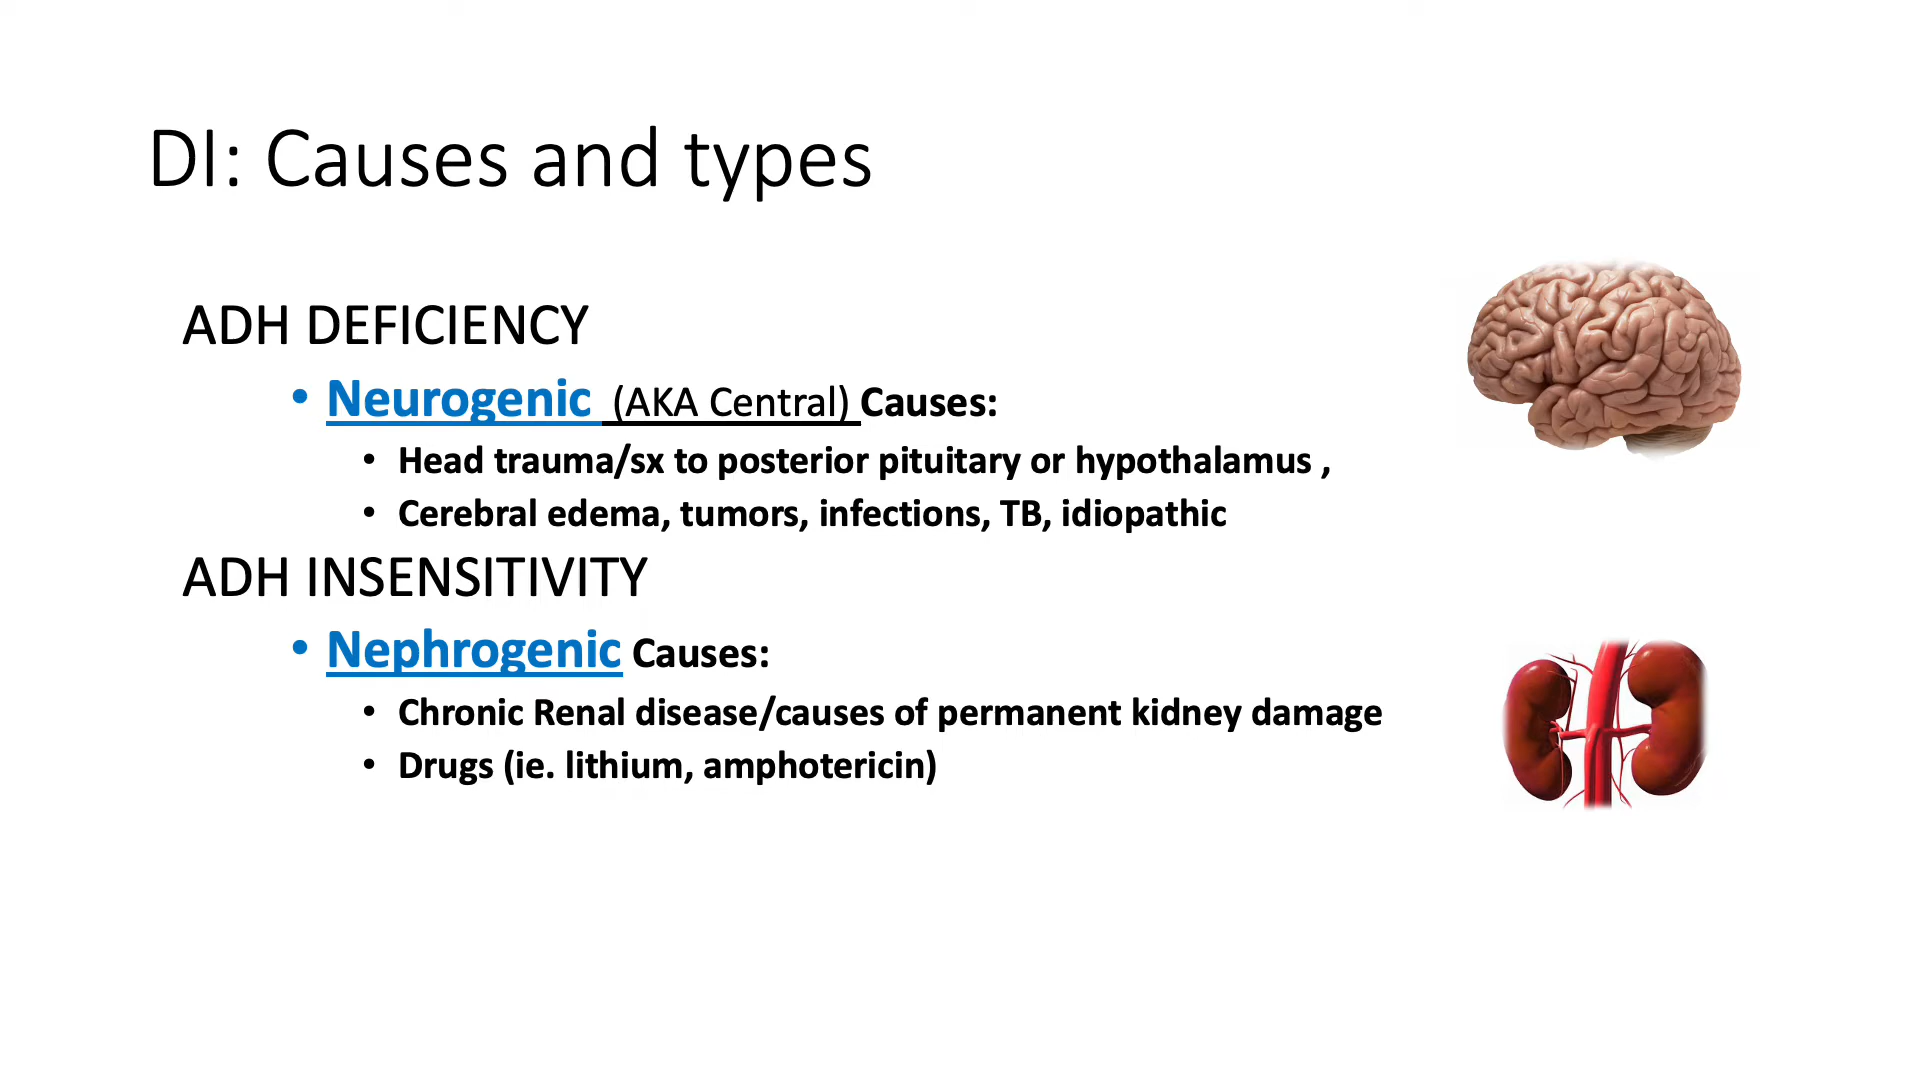 DI: Causes and types
ADH DEFICIENCY
• Neurogenic (AKA Central) Causes:
• Head trauma/sx to posterior pituitary or hypothalamus ,
• Cerebral edema, tumors, infections, TB, idiopathic
ADH INSENSITIVITY
• Nephrogenic Causes:
• Chronic Renal disease/causes of permanent kidney damage
• Drugs (ie. lithium, amphotericin)